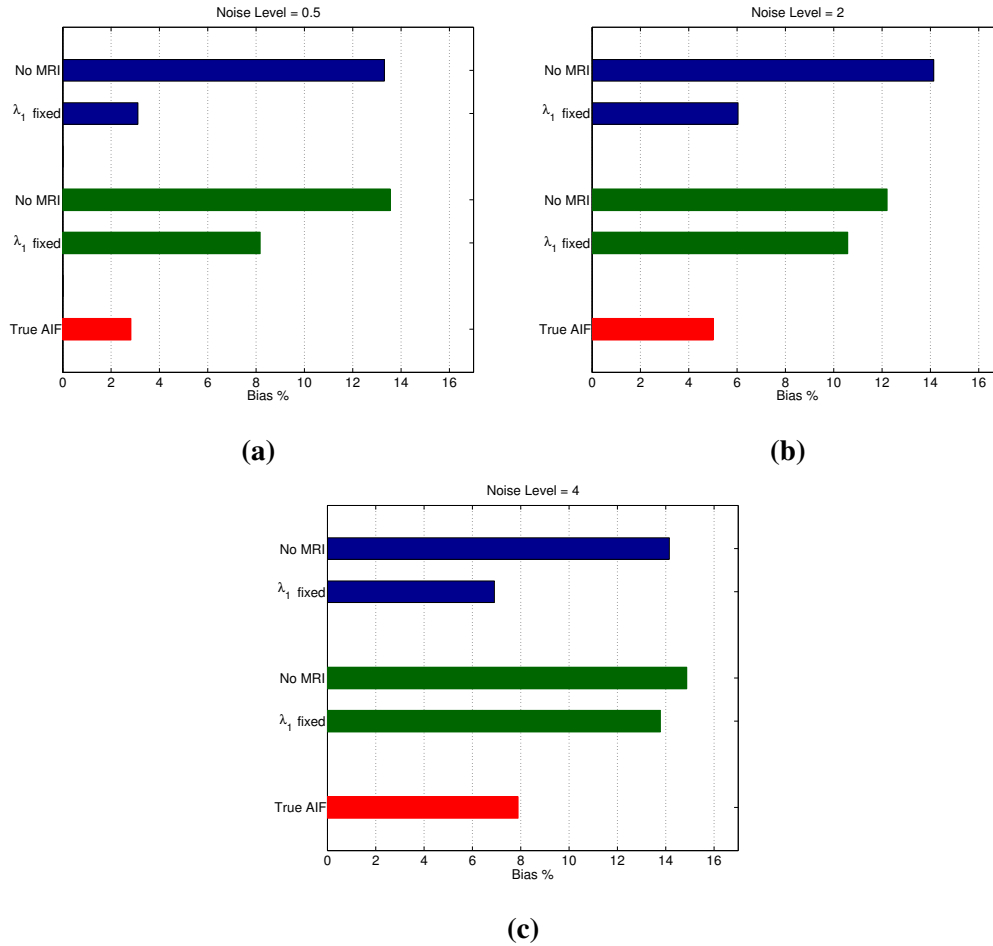 Noise Level = 0.5
No MRI
λ1 fixed
No MRI
λ1 fixed
True AIF
0 2 4 6 8 10 12 14 16
Bias %
(a)
Noise Level = 2
No MRI
λ1 fixed
No MRI
λ1 fixed
True AIF
0 2 4 6 8 10 12 14 16
Bias %
(b)
Noise Level = 4
No MRI
λ1 fixed
No MRI
λ1 fixed
True AIF
0 2 4 6 8 10 12 14 16
Bias %
(c)